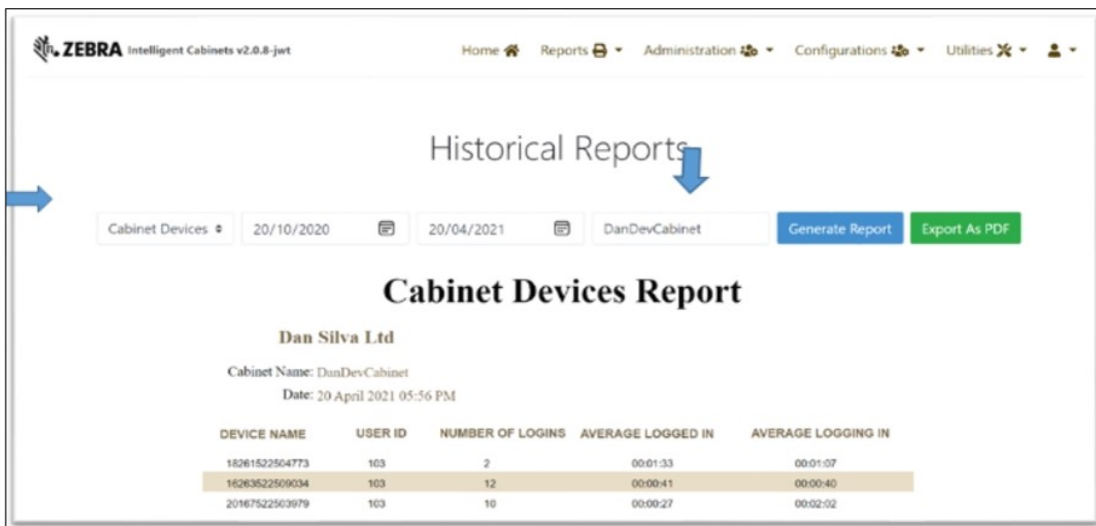 ZEBRA Intelligent Cabinets v2.0.8-jwt Home Reports Administration Configurations Utilities
Historical Reports
Cabinet Devices 20/10/2020 20/04/2021 DanDevCabinet Generate Report Export As PDF
Cabinet Devices Report
Dan Silva Ltd
Cabinet Name: DanDevCabinet
Date: 20 April 2021 05:56 PM
DEVICE NAME USER ID NUMBER OF LOGINS AVERAGE LOGGED IN AVERAGE LOGGING IN
18261522504773 103 2 00:01:33 00:01:07
16263522509034 103 12 00:00:41 00:00:40
20167522503979 103 10 00:00:27 00:02:02